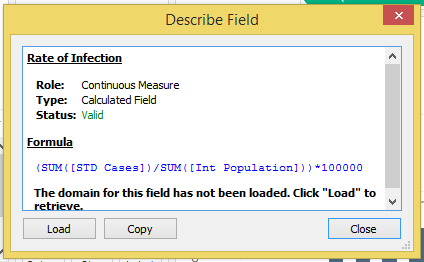 Describe Field
Rate of Infection
Role: Continuous Measure
Type: Calculated Field
Status: Valid
Formula
(SUM([STD Cases])/SUM([Int Population]))*100000
The domain for this field has not been loaded. Click "Load" to
retrieve.
Load Copy Close